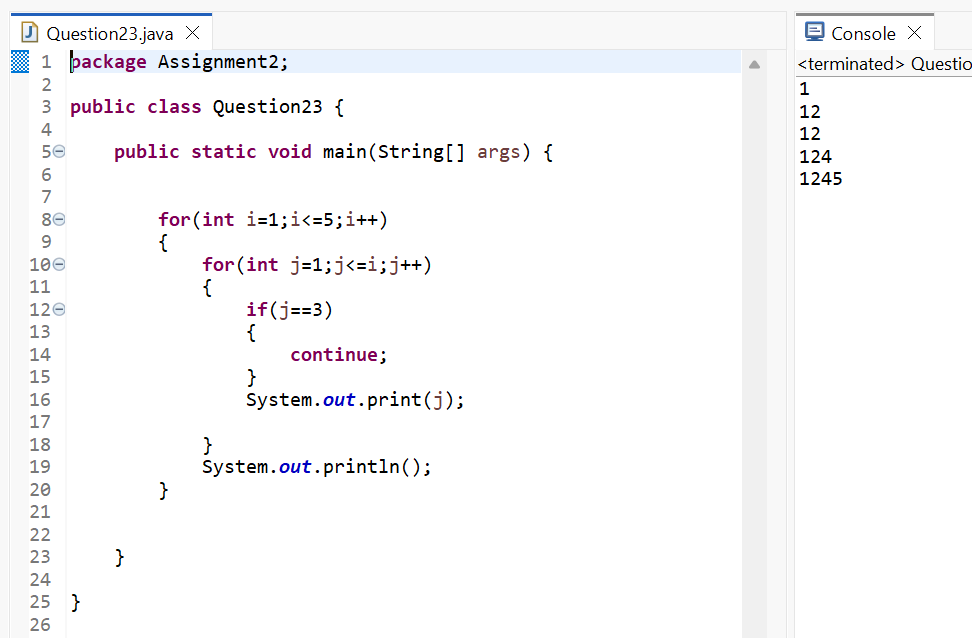 Question23.java
1 package Assignment2;
2
3 public class Question23 {
4
5     public static void main(String[] args) {
6
7
8         for(int i=1;i<=5;i++)
9         {
10             for(int j=1;j<=i;j++)
11             {
12                 if(j==3)
13                 {
14                     continue;
15                 }
16                 System.out.print(j);
17
18             }
19             System.out.println();
20         }
21
22
23     }
24
25 }
26
Console
<terminated> Questio
1
12
12
124
1245